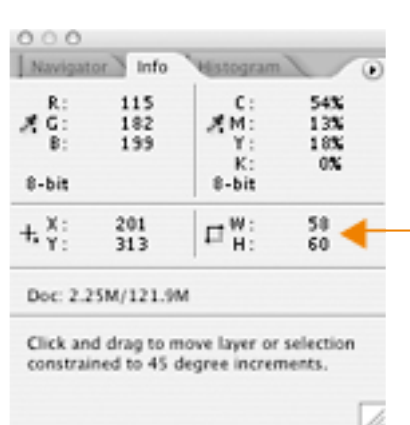 Navigator Info Histogram
R: 115 C: 54%
G: 182 M: 13%
B: 199 Y: 18%
K: 0%
8-bit 8-bit
X: 201 W: 58
Y: 313 H: 60
Doc: 2.25M/121.9M
Click and drag to move layer or selection
constrained to 45 degree increments.